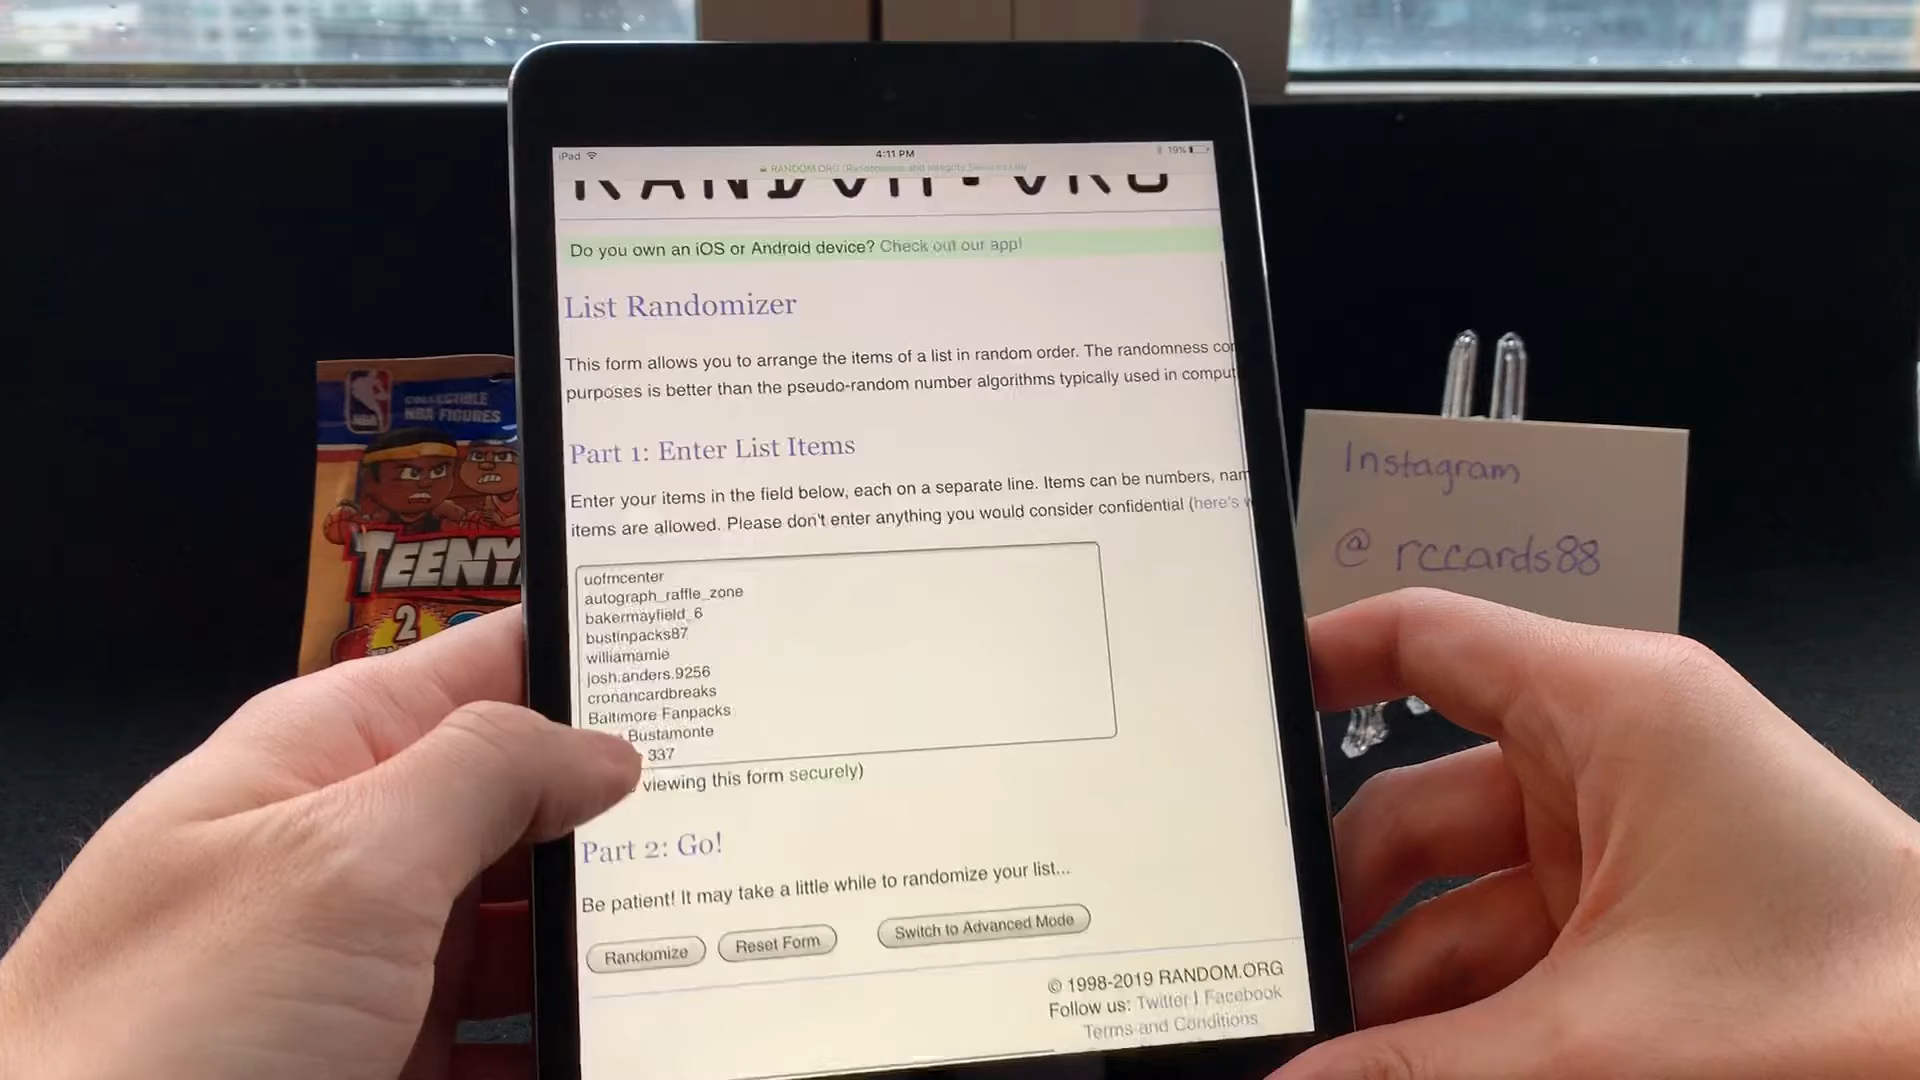 iPad
4:11 PM
19%
RANDOM.ORG
Do you own an iOS or Android device? Check out our app!
List Randomizer
This form allows you to arrange the items of a list in random order. The randomness
purposes is better than the pseudo-random number algorithms typically used in
Part 1: Enter List Items
Enter your items in the field below, each on a separate line. Items can be numbers,
items are allowed. Please don't enter anything you would consider confidential (here's
uofmcenter
autograph_raffle_zone
bakermayfield_6
bustinpacks87
williamamie
josh.anders.9256
cronancardbreaks
Baltimore Fanpacks
Bustamonte
337
viewing this form securely)
Part 2: Go!
Be patient! It may take a little while to randomize your list...
Randomize
Reset Form
Switch to Advanced Mode
© 1998-2019 RANDOM.ORG
Follow us: Twitter | Facebook
Terms and Conditions
COLLECTIBLE
NBA FIGURES
NBA
TEENY
2
Instagram
@ rccards88